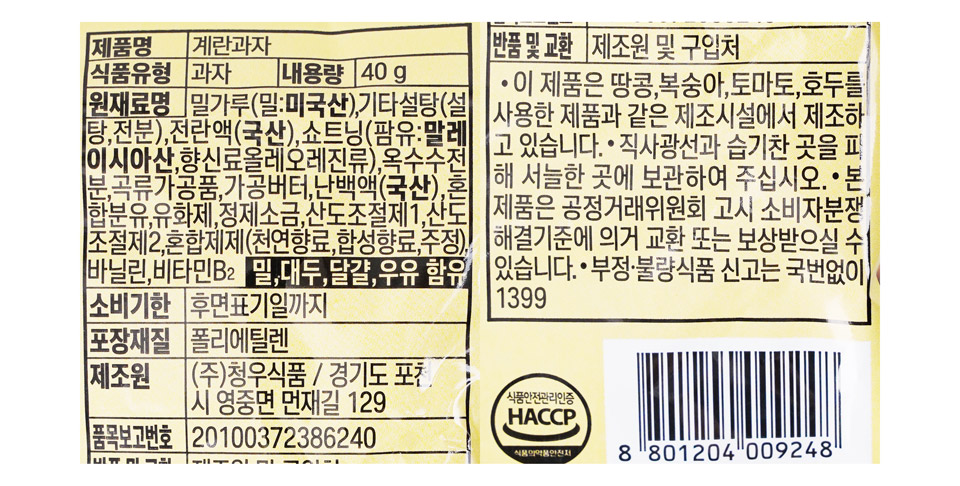 제품명 계란과자
식품유형 과자 내용량 40 g
원재료명 밀가루(밀:미국산),기타설탕(설
탕,전분),전란액(국산),쇼트닝(팜유:말레
이시아산,향신료올레오레진류),옥수수전
분,곡류가공품,가공버터,난백액(국산),혼
합분유,유화제,정제소금,산도조절제1,산도
조절제2,혼합제제(천연향료,합성향료,주정),
바닐린,비타민B2 밀,대두,달걀,우유 함유
소비기한 후면표기일까지
포장재질 폴리에틸렌
제조원 (주)청우식품 / 경기도 포천
시 영중면 먼재길 129
품목보고번호 20100372386240
반품 및 교환 제조원 및 구입처
•이 제품은 땅콩,복숭아,토마토,호두를
사용한 제품과 같은 제조시설에서 제조하
고 있습니다.•직사광선과 습기찬 곳을 피
해 서늘한 곳에 보관하여 주십시오.•본
제품은 공정거래위원회 고시 소비자분쟁
해결기준에 의거 교환 또는 보상받으실 수
있습니다.•부정·불량식품 신고는 국번없이
1399
식품안전관리인증
HACCP
식품의약품안전처
8 801204 009248